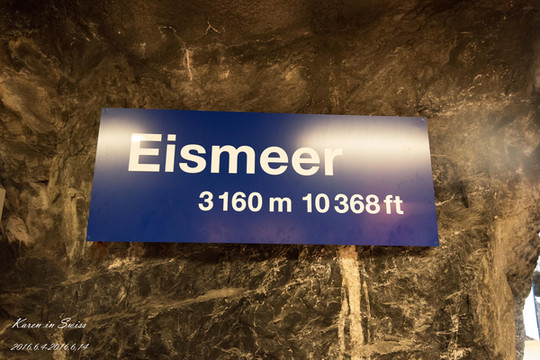 Eismeer
3160 m 10368 ft
Karen in Swiss
2016.6.4-2016.6.14